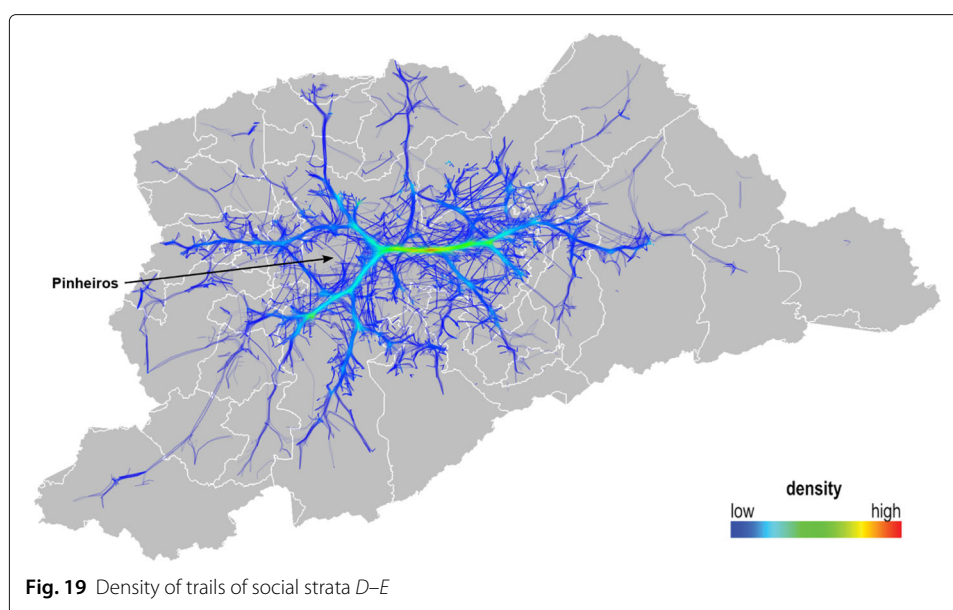 Pinheiros
density
low high
Fig. 19 Density of trails of social strata D–E